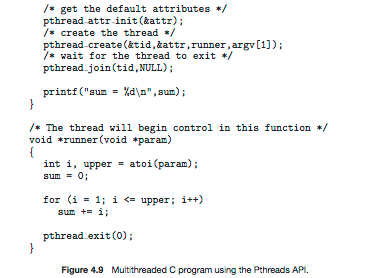 /* get the default attributes */
pthread_attr_init(&attr);
/* create the thread */
pthread_create(&tid,&attr,runner,argv[1]);
/* wait for the thread to exit */
pthread_join(tid,NULL);
printf("sum = %d\n",sum);
}
/* The thread will begin control in this function */
void *runner(void *param)
{
int i, upper = atoi(param);
sum = 0;
for (i = 1; i <= upper; i++)
sum += i;
pthread_exit(0);
}
Figure 4.9 Multithreaded C program using the Pthreads API.